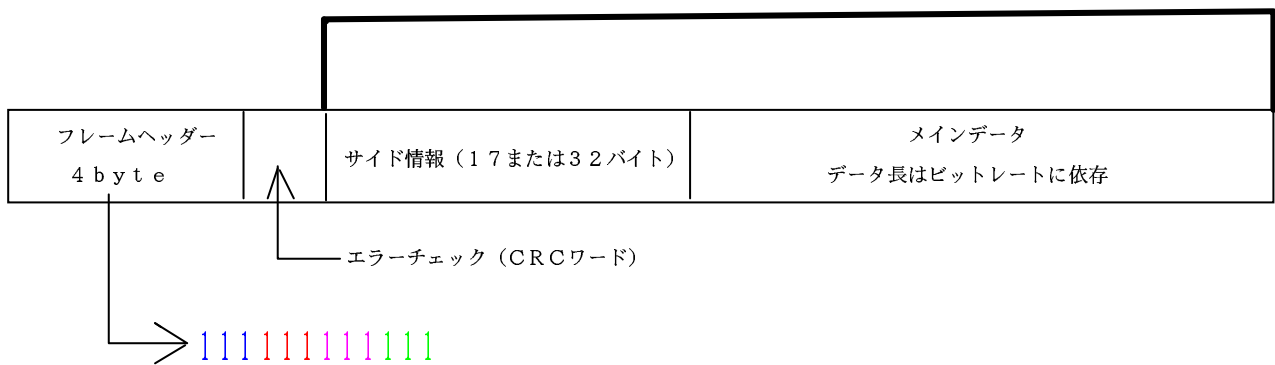 フレームヘッダー
４ｂｙｔｅ
サイド情報（１７または３２バイト）
メインデータ
データ長はビットレートに依存
エラーチェック（ＣＲＣワード）
111111111111